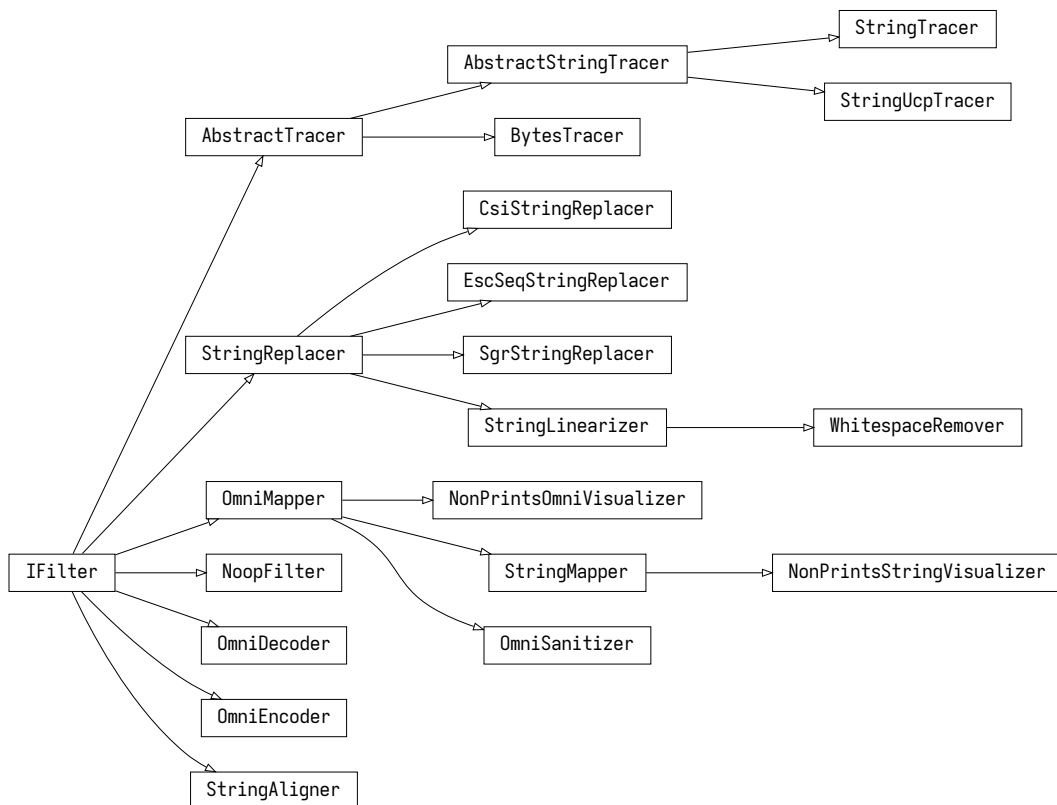 StringTracer
AbstractStringTracer
StringUcpTracer
AbstractTracer
BytesTracer
CsiStringReplacer
EscSeqStringReplacer
StringReplacer
SgrStringReplacer
StringLinearizer
WhitespaceRemover
OmniMapper
NonPrintsOmniVisualizer
IFilter
NoopFilter
StringMapper
NonPrintsStringVisualizer
OmniDecoder
OmniSanitizer
OmniEncoder
StringAligner